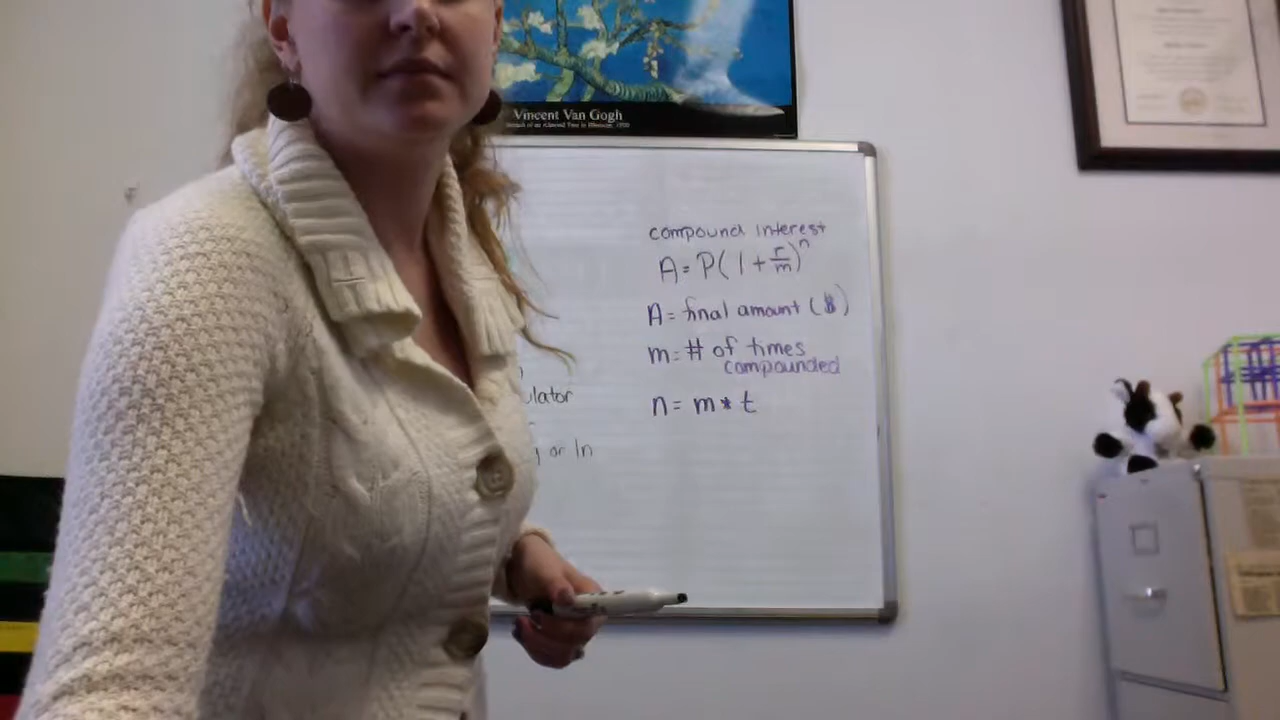 Vincent Van Gogh
compound interest
A = P(1 + r/m)^n
A = final amount ($)
m = # of times
compounded
n = m * t
ulator
or ln